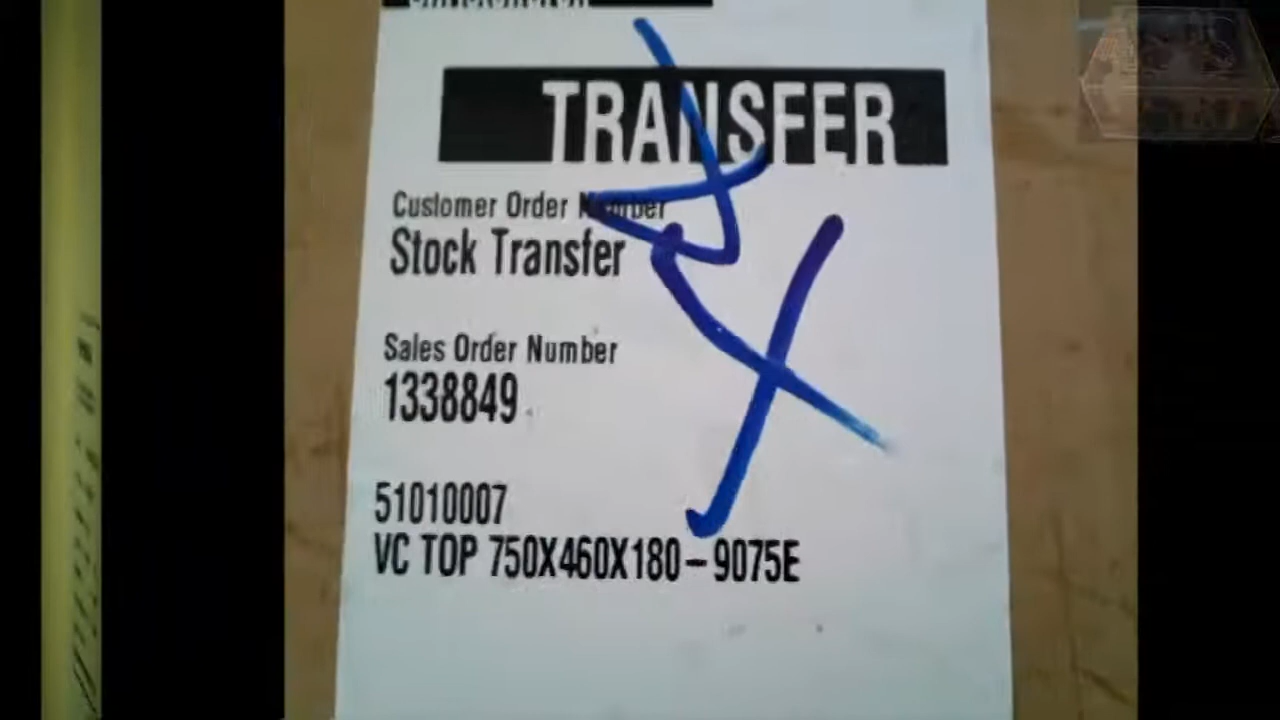 TRANSFER
Customer Order Number
Stock Transfer
Sales Order Number
1338849
51010007
VC TOP 750X460X180-9075E